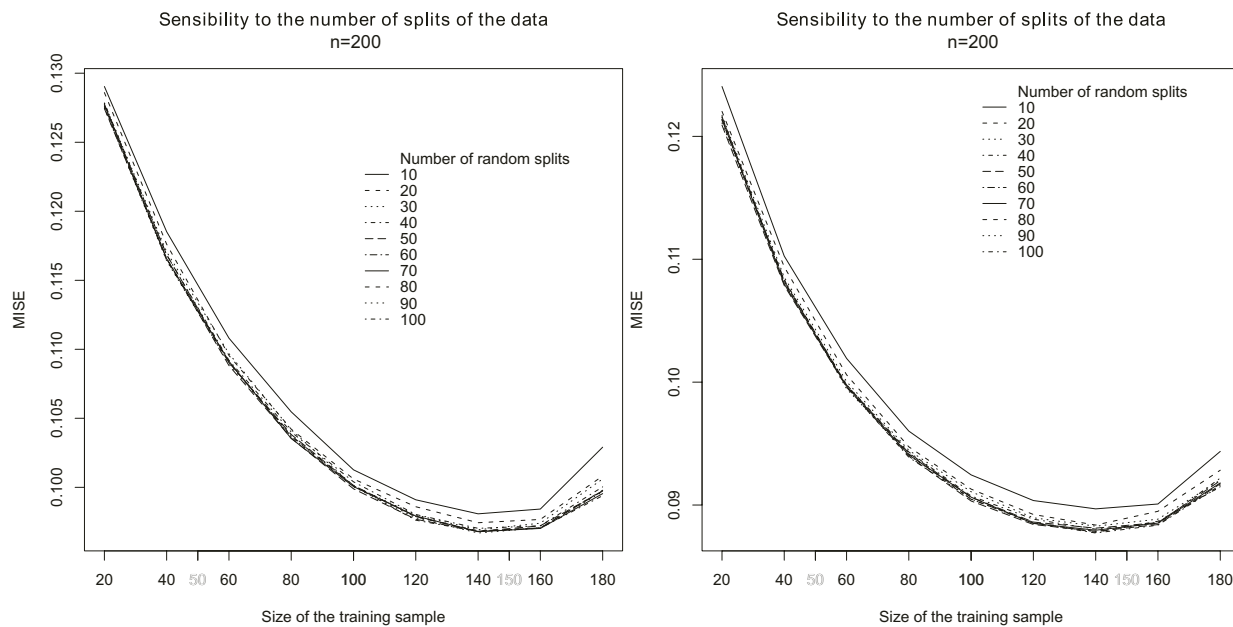 Sensibility to the number of splits of the data
n=200
MISE
0.130
0.125
0.120
0.115
0.110
0.105
0.100
Number of random splits
10
20
30
40
50
60
70
80
90
100
20 40 50 60 80 100 120 140 150 160 180
Size of the training sample
Sensibility to the number of splits of the data
n=200
MISE
0.12
0.11
0.10
0.09
Number of random splits
10
20
30
40
50
60
70
80
90
100
20 40 50 60 80 100 120 140 150 160 180
Size of the training sample